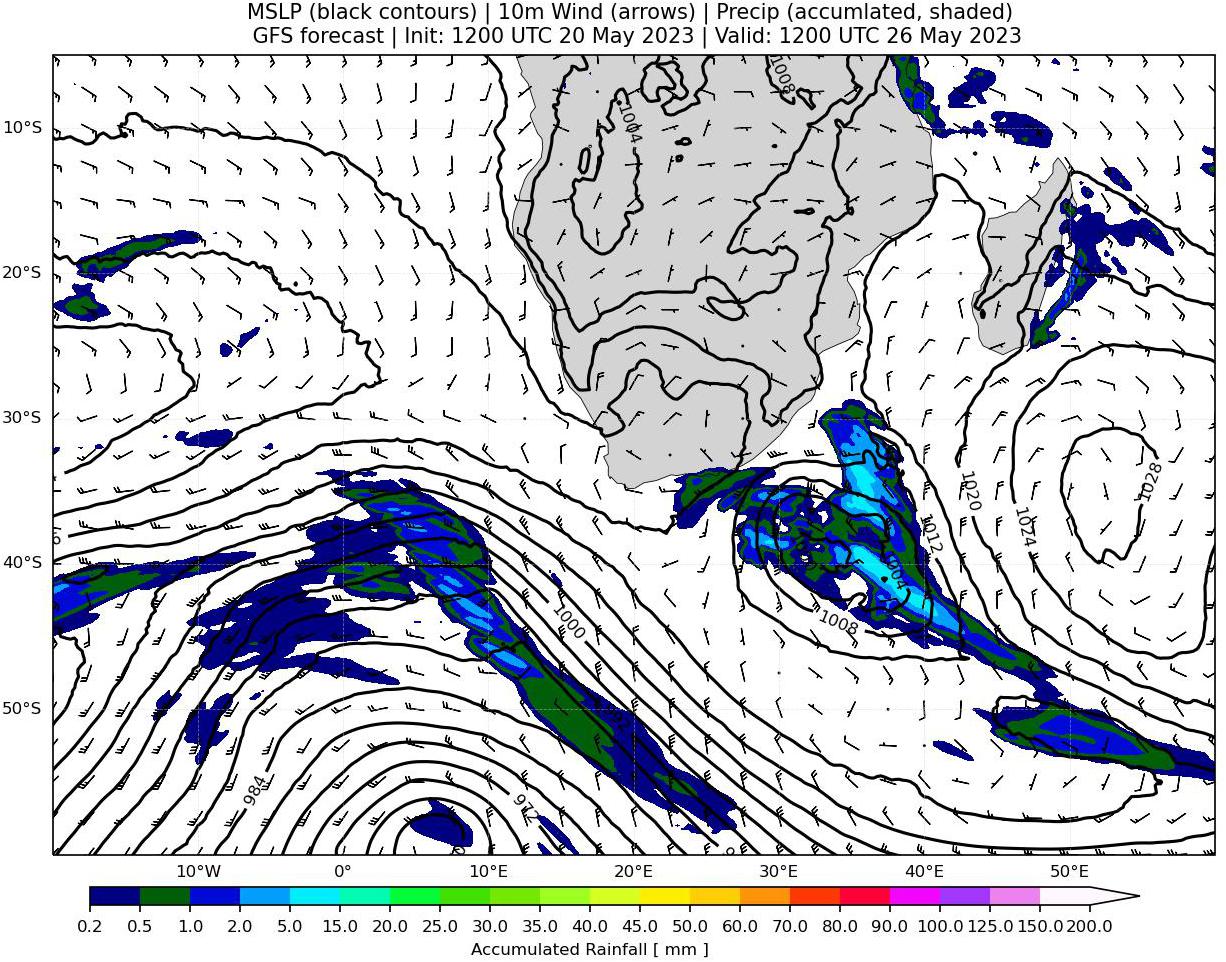 MSLP (black contours) | 10m Wind (arrows) | Precip (accumlated, shaded)
GFS forecast | Init: 1200 UTC 20 May 2023 | Valid: 1200 UTC 26 May 2023
1008
1004
10°S
20°S
30°S
1028
1020
1024
1012
40°S
1004
1000
1008
50°S
992
984
972
10°W 0° 10°E 20°E 30°E 40°E 50°E
0.2 0.5 1.0 2.0 5.0 10.0 15.0 20.0 25.0 30.0 35.0 40.0 45.0 50.0 60.0 70.0 80.0 90.0 100.0 125.0 150.0 200.0
Accumulated Rainfall [ mm ]